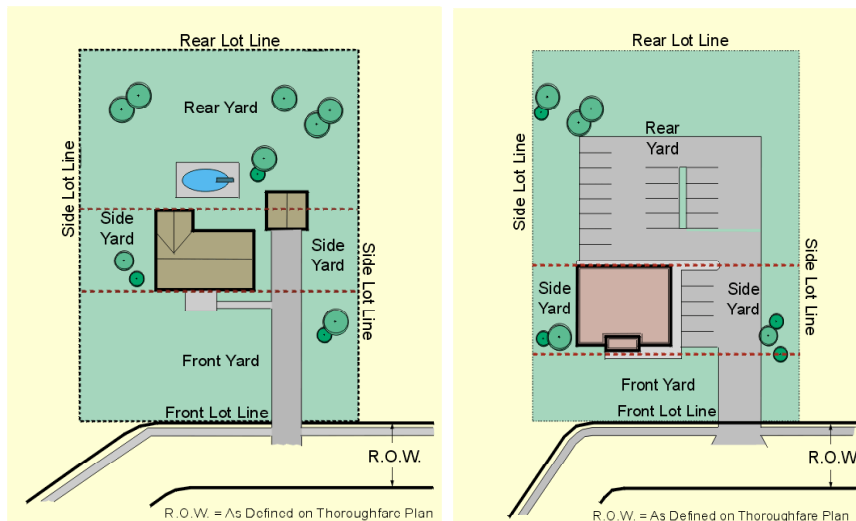 Rear Lot Line
Rear Yard
Side Lot Line
Side
Yard
Side
Yard
Side Lot Line
Front Yard
Front Lot Line
R.O.W.
R.O.W. = As Defined on Thoroughfare Plan
Rear Lot Line
Rear
Yard
Side Lot Line
Side
Yard
Side
Yard
Side Lot Line
Front Yard
Front Lot Line
R.O.W.
R.O.W. = As Defined on Thoroughfare Plan